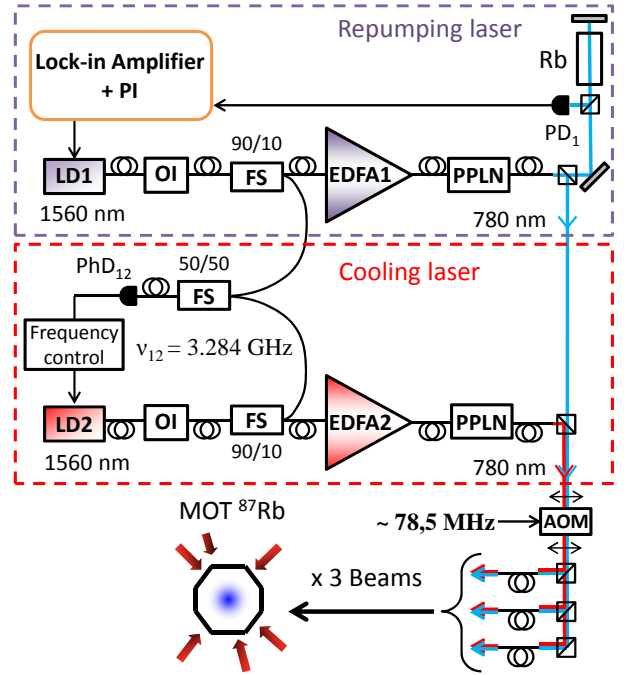 Repumping laser
Lock-in Amplifier
+ PI
Rb
PD₁
90/10
LD1
OI
FS
EDFA1
PPLN
1560 nm
780 nm
Cooling laser
PhD₁₂
50/50
FS
Frequency
control
ν₁₂ = 3.284 GHz
LD2
OI
FS
EDFA2
PPLN
1560 nm
90/10
780 nm
MOT ⁸⁷Rb
~ 78,5 MHz
AOM
x 3 Beams